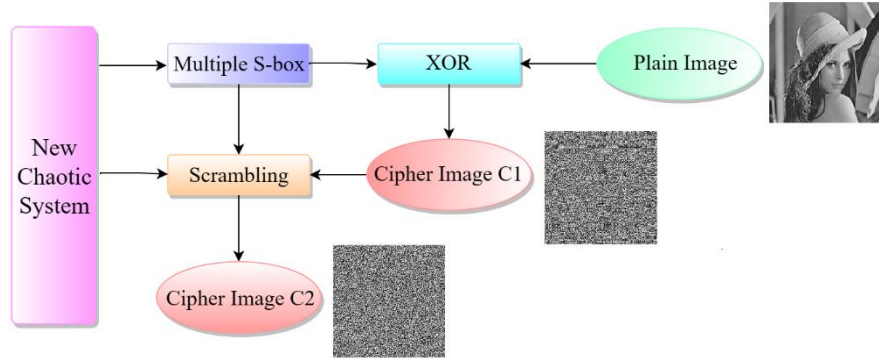 Multiple S-box
XOR
Plain Image
New
Chaotic
System
Scrambling
Cipher Image C1
Cipher Image C2